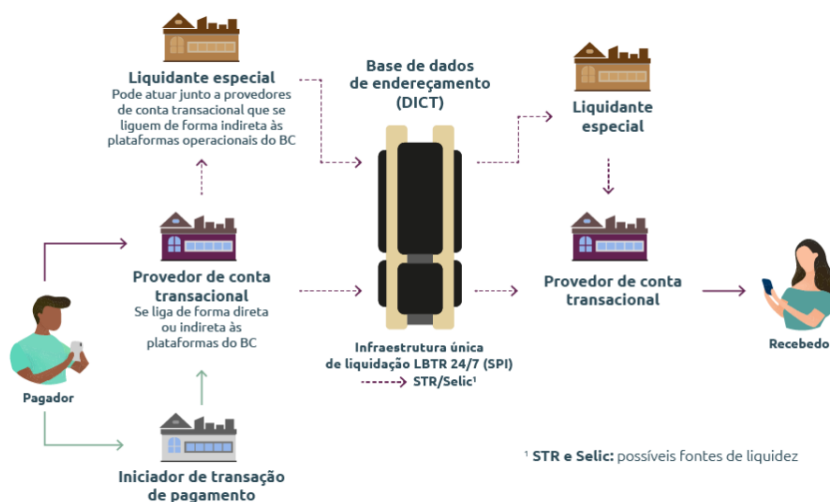 Liquidante especial
Pode atuar junto a provedores
de conta transacional que se
liguem de forma indireta às
plataformas operacionais do BC
Base de dados
de endereçamento
(DICT)
Liquidante
especial
Provedor de conta
transacional
Se liga de forma direta
ou indireta às
plataformas do BC
Provedor de conta
transacional
Infraestrutura única
de liquidação LBTR 24/7 (SPI)
STR/Selic¹
Recebedo
Pagador
Iniciador de transação
de pagamento
¹ STR e Selic: possíveis fontes de liquidez